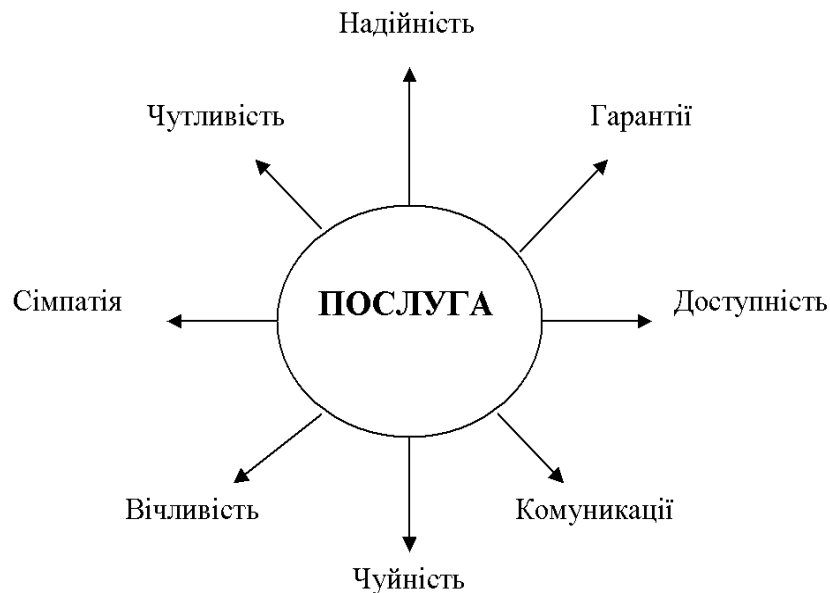 Надійність
Чутливість
Гарантії
Сімпатія
ПОСЛУГА
Доступність
Вічливість
Комуникації
Чуйність